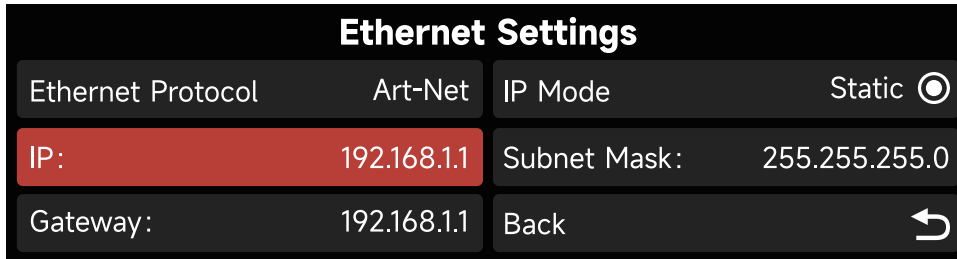 Ethernet Settings
Ethernet Protocol Art-Net IP Mode Static
IP: 192.168.1.1 Subnet Mask: 255.255.255.0
Gateway: 192.168.1.1 Back